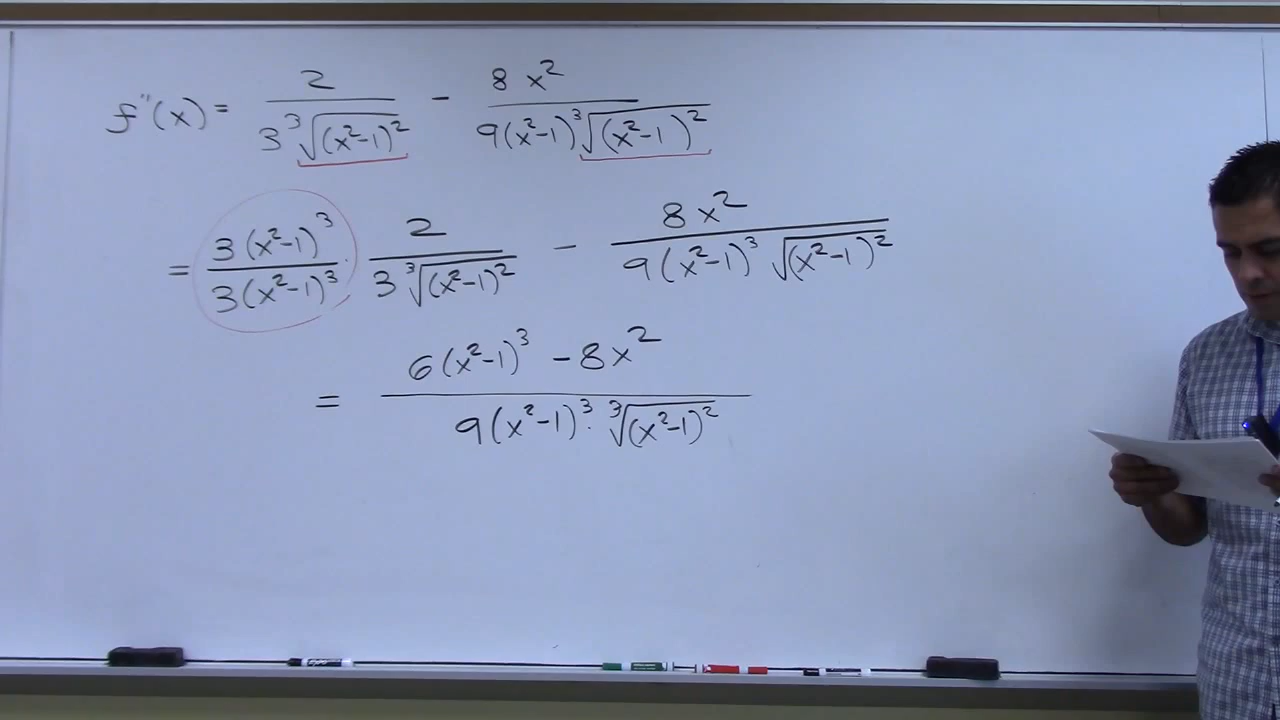 f''(x) = 2 / 3 ∛(x²-1)² - 8x² / 9(x²-1) ∛(x²-1)²
= 3(x²-1)³ / 3(x²-1)³ · 2 / 3 ∛(x²-1)² - 8x² / 9(x²-1)³ √(x²-1)²
= 6(x²-1)³ - 8x² / 9(x²-1)³ · ∛(x²-1)²